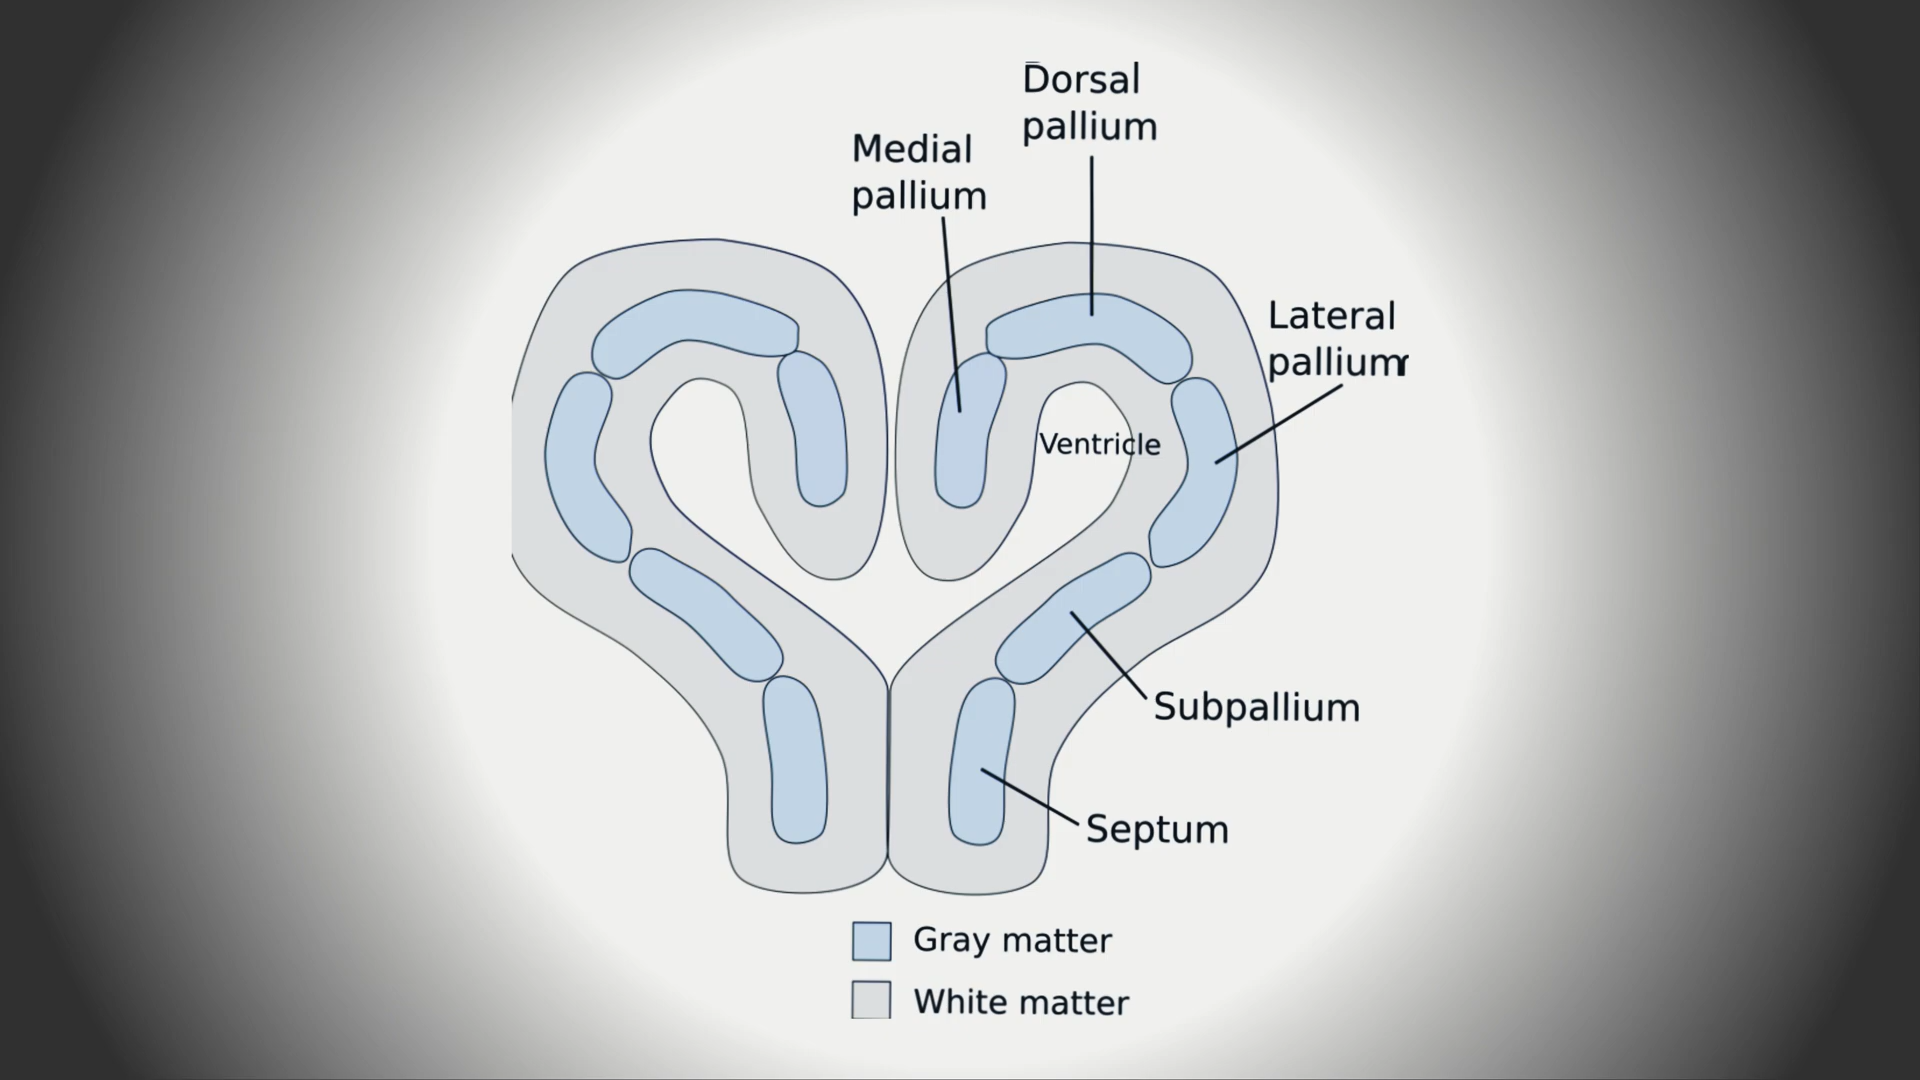 Dorsal
pallium
Medial
pallium
Lateral
pallium
Ventricle
Subpallium
Septum
Gray matter
White matter